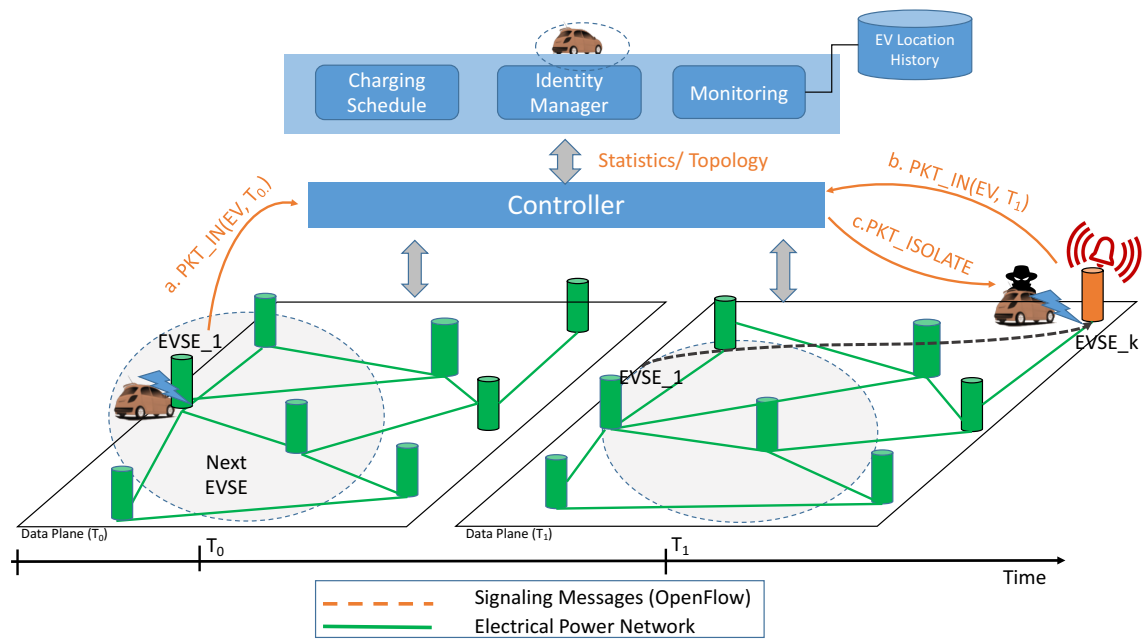 EV Location
History
Charging
Schedule
Identity
Manager
Monitoring
Statistics/ Topology
Controller
a. PKT_IN(EV, T0.)
b. PKT_IN(EV, T1)
c.PKT_ISOLATE
EVSE_1
Next
EVSE
EVSE_1
EVSE_k
Data Plane (T0)
Data Plane (T1)
T0
T1
Time
Signaling Messages (OpenFlow)
Electrical Power Network